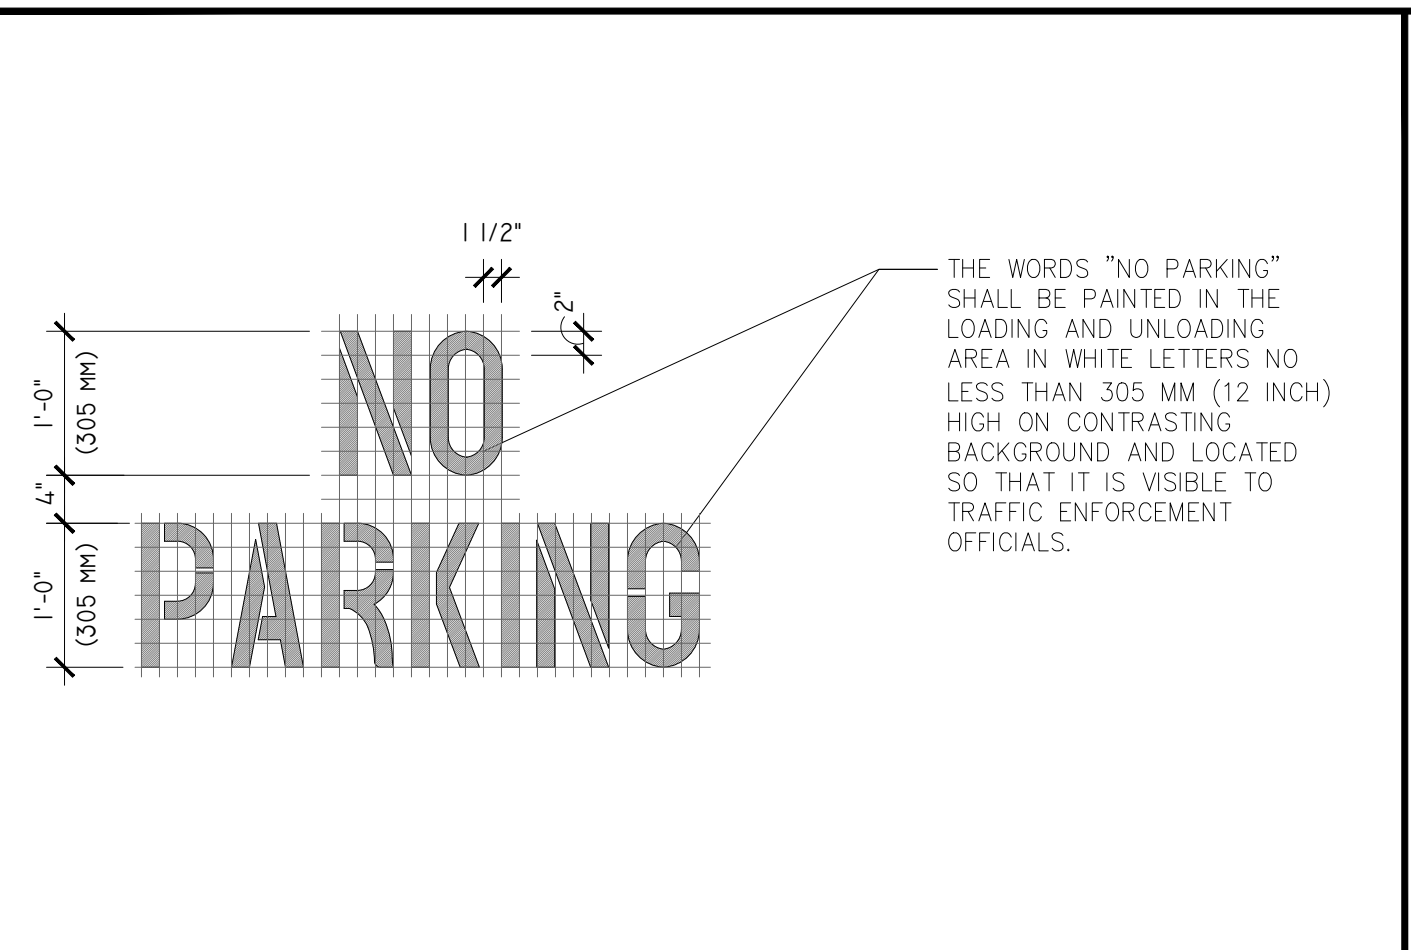 1 1/2"
2"
1'-0"
(305 MM)
4"
1'-0"
(305 MM)
NO
PARKING
THE WORDS "NO PARKING"
SHALL BE PAINTED IN THE
LOADING AND UNLOADING
AREA IN WHITE LETTERS NO
LESS THAN 305 MM (12 INCH)
HIGH ON CONTRASTING
BACKGROUND AND LOCATED
SO THAT IT IS VISIBLE TO
TRAFFIC ENFORCEMENT
OFFICIALS.